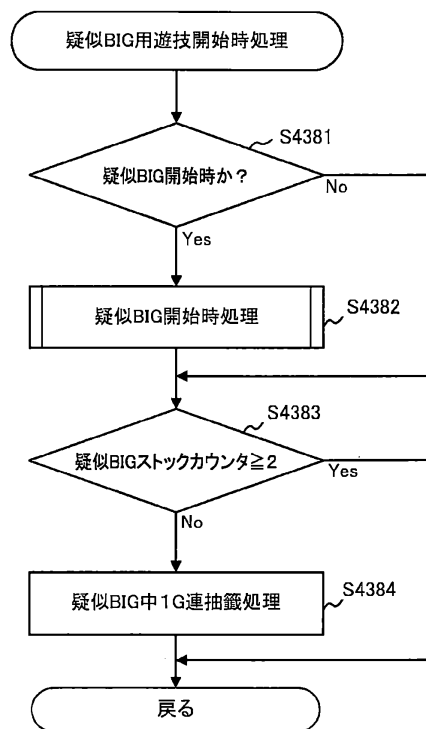 疑似BIG用遊技開始時処理
S4381
疑似BIG開始時か?
No
Yes
疑似BIG開始時処理
S4382
S4383
疑似BIGストックカウンタ≧2
Yes
No
疑似BIG中1G連抽籤処理
S4384
戻る